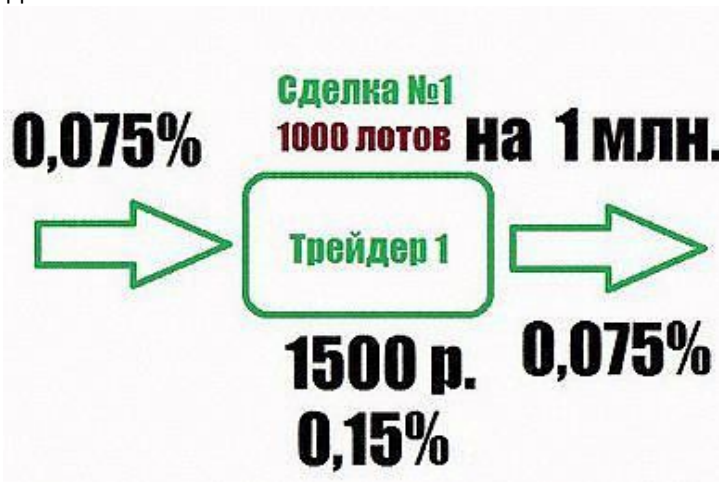 Сделка №1
0,075%
1000 лотов на 1 млн.
Трейдер 1
1500 р.
0,075%
0,15%